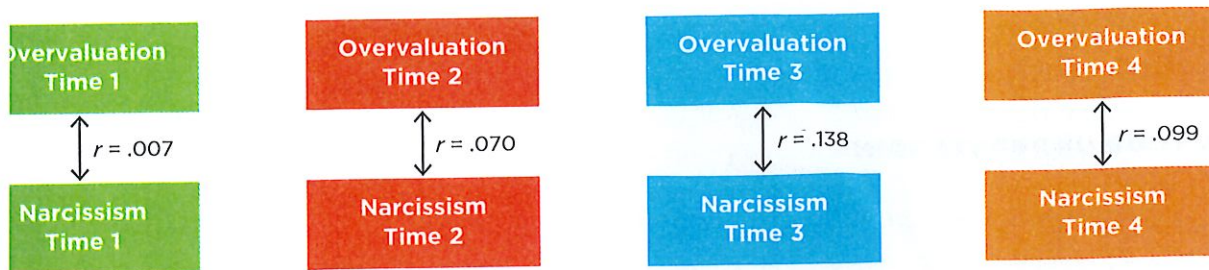 Overvaluation
Time 1
Overvaluation
Time 2
Overvaluation
Time 3
Overvaluation
Time 4
r = .007
r = .070
r = .138
r = .099
Narcissism
Time 1
Narcissism
Time 2
Narcissism
Time 3
Narcissism
Time 4